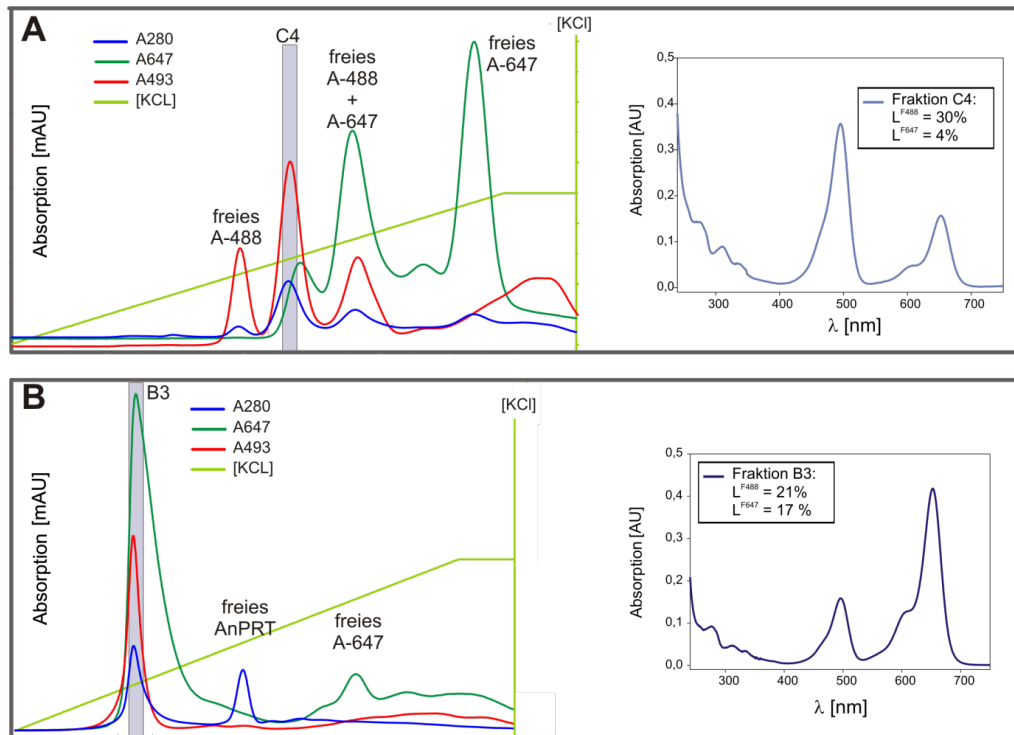 A
A280
A647
A493
[KCL]
C4
freies
A-488
freies
A-488
+
A-647
freies
A-647
[KCl]
Absorption [mAU]
Absorption [AU]
0,5
0,4
0,3
0,2
0,1
0,0
300
400
500
600
700
λ [nm]
Fraktion C4:
L^F488 = 30%
L^F647 = 4%
B
B3
A280
A647
A493
[KCL]
[KCl]
Absorption [mAU]
freies
AnPRT
freies
A-647
Absorption [AU]
0,5
0,4
0,3
0,2
0,1
0,0
300
400
500
600
700
λ [nm]
Fraktion B3:
L^F488 = 21%
L^F647 = 17 %